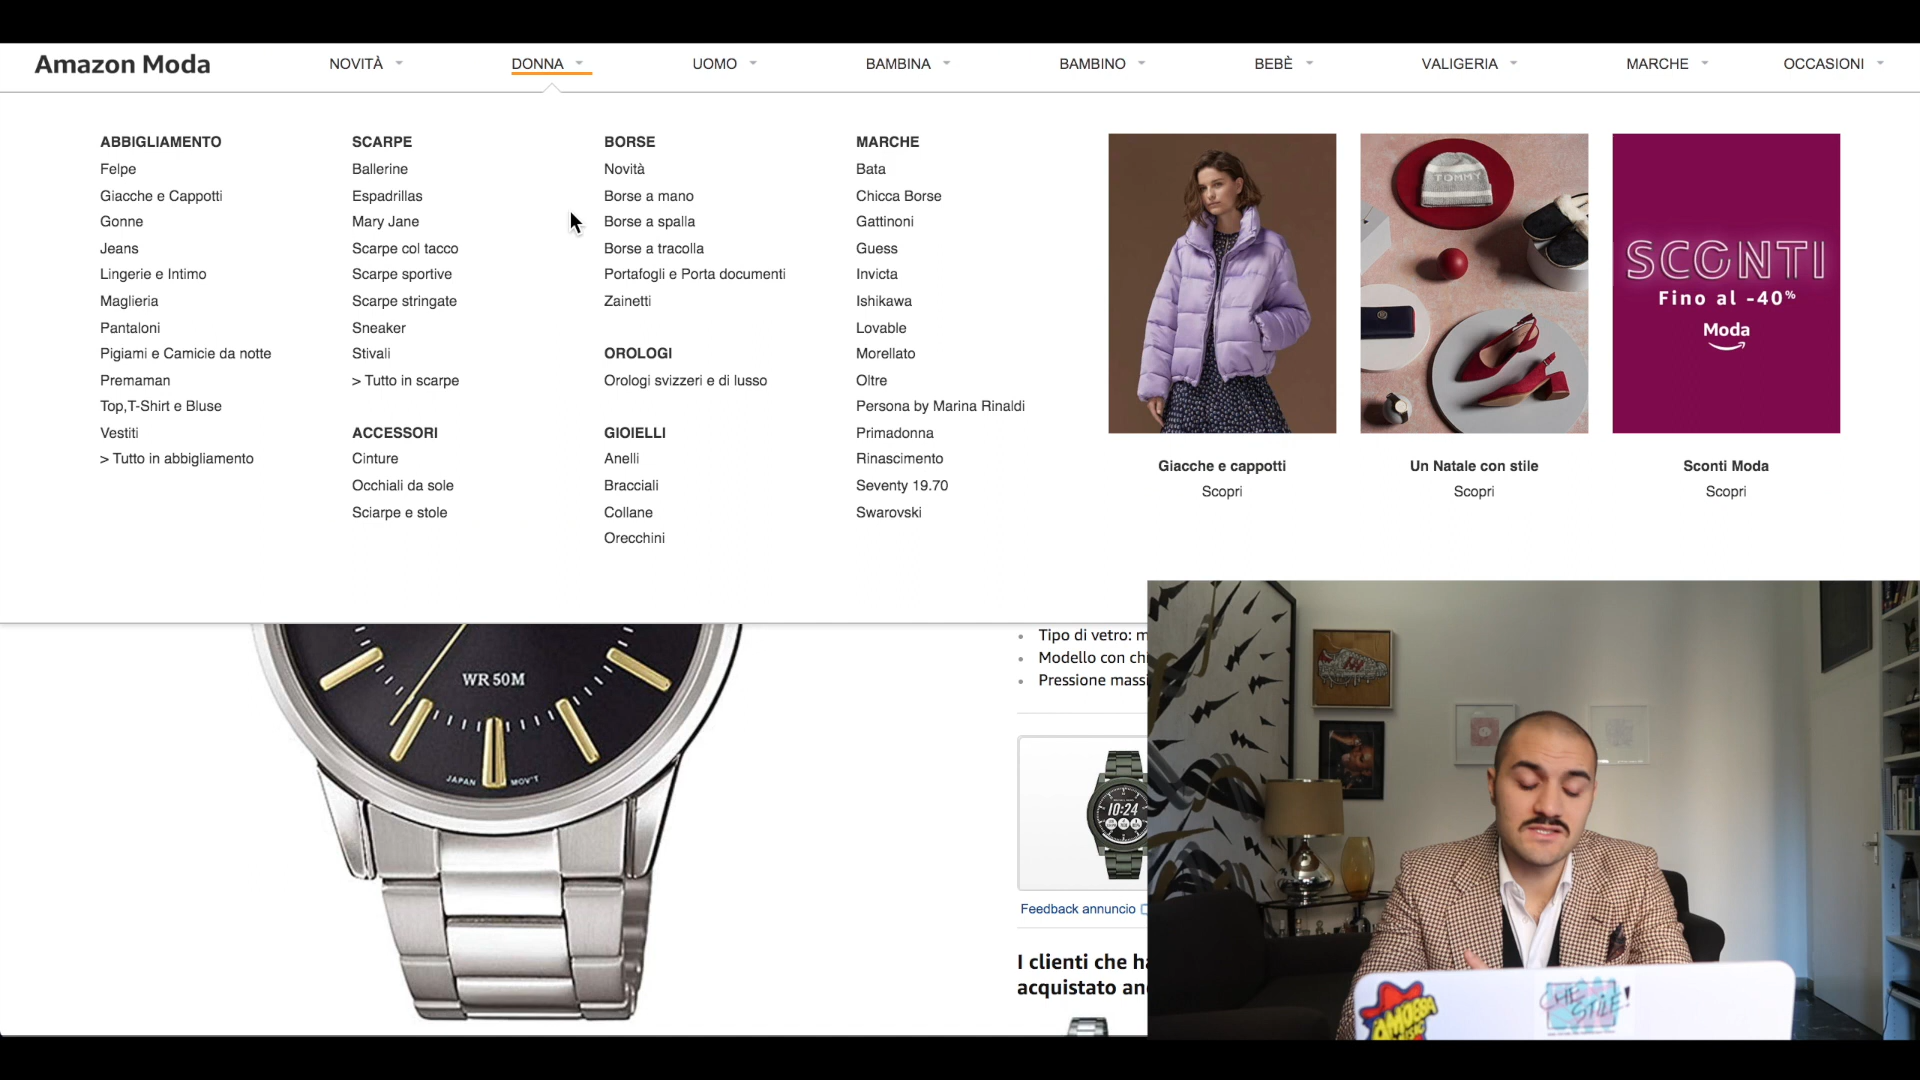 Amazon Moda
NOVITÀ
DONNA
UOMO
BAMBINA
BAMBINO
BEBÈ
VALIGERIA
MARCHE
OCCASIONI
ABBIGLIAMENTO
Felpe
Giacche e Cappotti
Gonne
Jeans
Lingerie e Intimo
Maglieria
Pantaloni
Pigiami e Camicie da notte
Premaman
Top,T-Shirt e Bluse
Vestiti
> Tutto in abbigliamento
SCARPE
Ballerine
Espadrillas
Mary Jane
Scarpe col tacco
Scarpe sportive
Scarpe stringate
Sneaker
Stivali
> Tutto in scarpe
ACCESSORI
Cinture
Occhiali da sole
Sciarpe e stole
BORSE
Novità
Borse a mano
Borse a spalla
Borse a tracolla
Portafogli e Porta documenti
Zainetti
OROLOGI
Orologi svizzeri e di lusso
GIOIELLI
Anelli
Bracciali
Collane
Orecchini
MARCHE
Bata
Chicca Borse
Gattinoni
Guess
Invicta
Ishikawa
Lovable
Morellato
Oltre
Persona by Marina Rinaldi
Primadonna
Rinascimento
Seventy 19.70
Swarovski
Giacche e cappotti
Scopri
TOMMY
Un Natale con stile
Scopri
SCONTI
Fino al -40%
Moda
Sconti Moda
Scopri
WR 50M
JAPAN MOV'T
Tipo di vetro: m
Modello con chi
Pressione massi
10:24
Feedback annuncio
I clienti che ha
acquistato an
CHE
STILE!